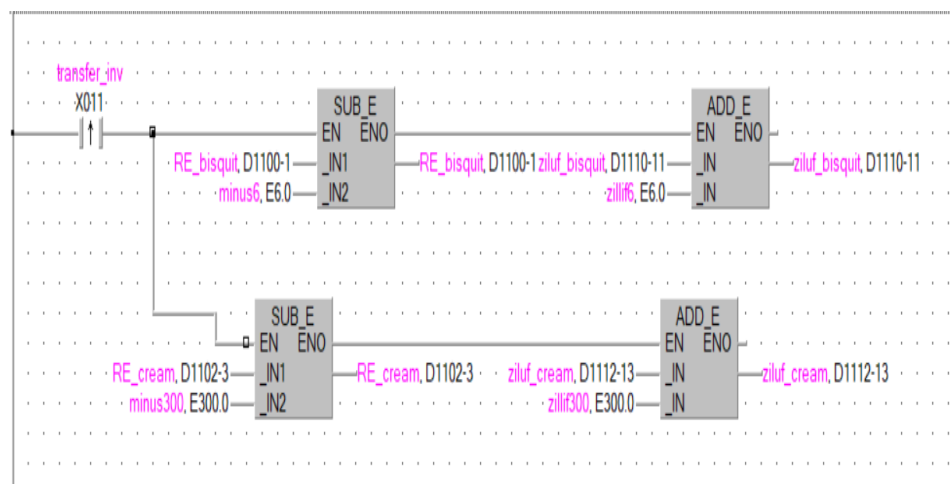 transfer_inv
X011
SUB_E
EN ENO
RE_bisquit, D1100-1 _IN1 RE_bisquit, D1100-1
minus6, E6.0 _IN2
ADD_E
EN ENO
ziluf_bisquit, D1110-11 _IN ziluf_bisquit, D1110-11
zillif6, E6.0 _IN
SUB_E
EN ENO
RE_cream, D1102-3 _IN1 RE_cream, D1102-3
minus300, E300.0 _IN2
ADD_E
EN ENO
ziluf_cream, D1112-13 _IN ziluf_cream, D1112-13
zillif300, E300.0 _IN